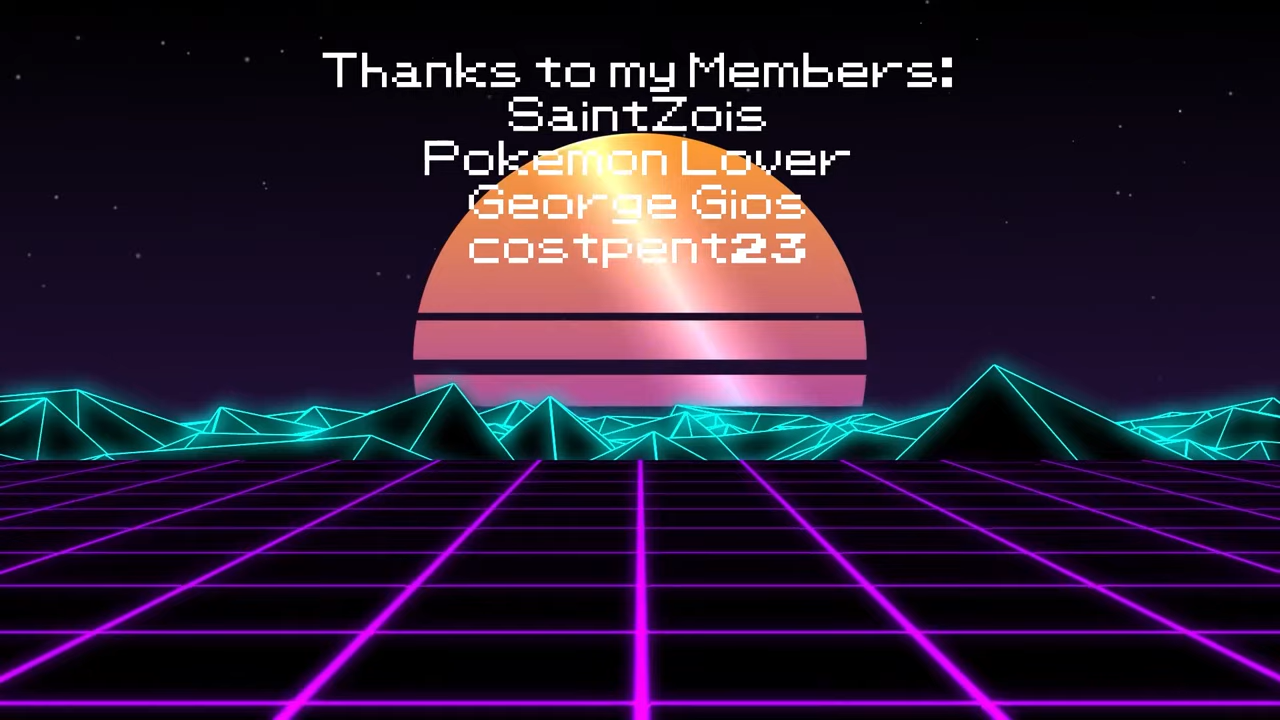 Thanks to my Members:
SaintZois
Pokemon Lover
George Gios
costpent23